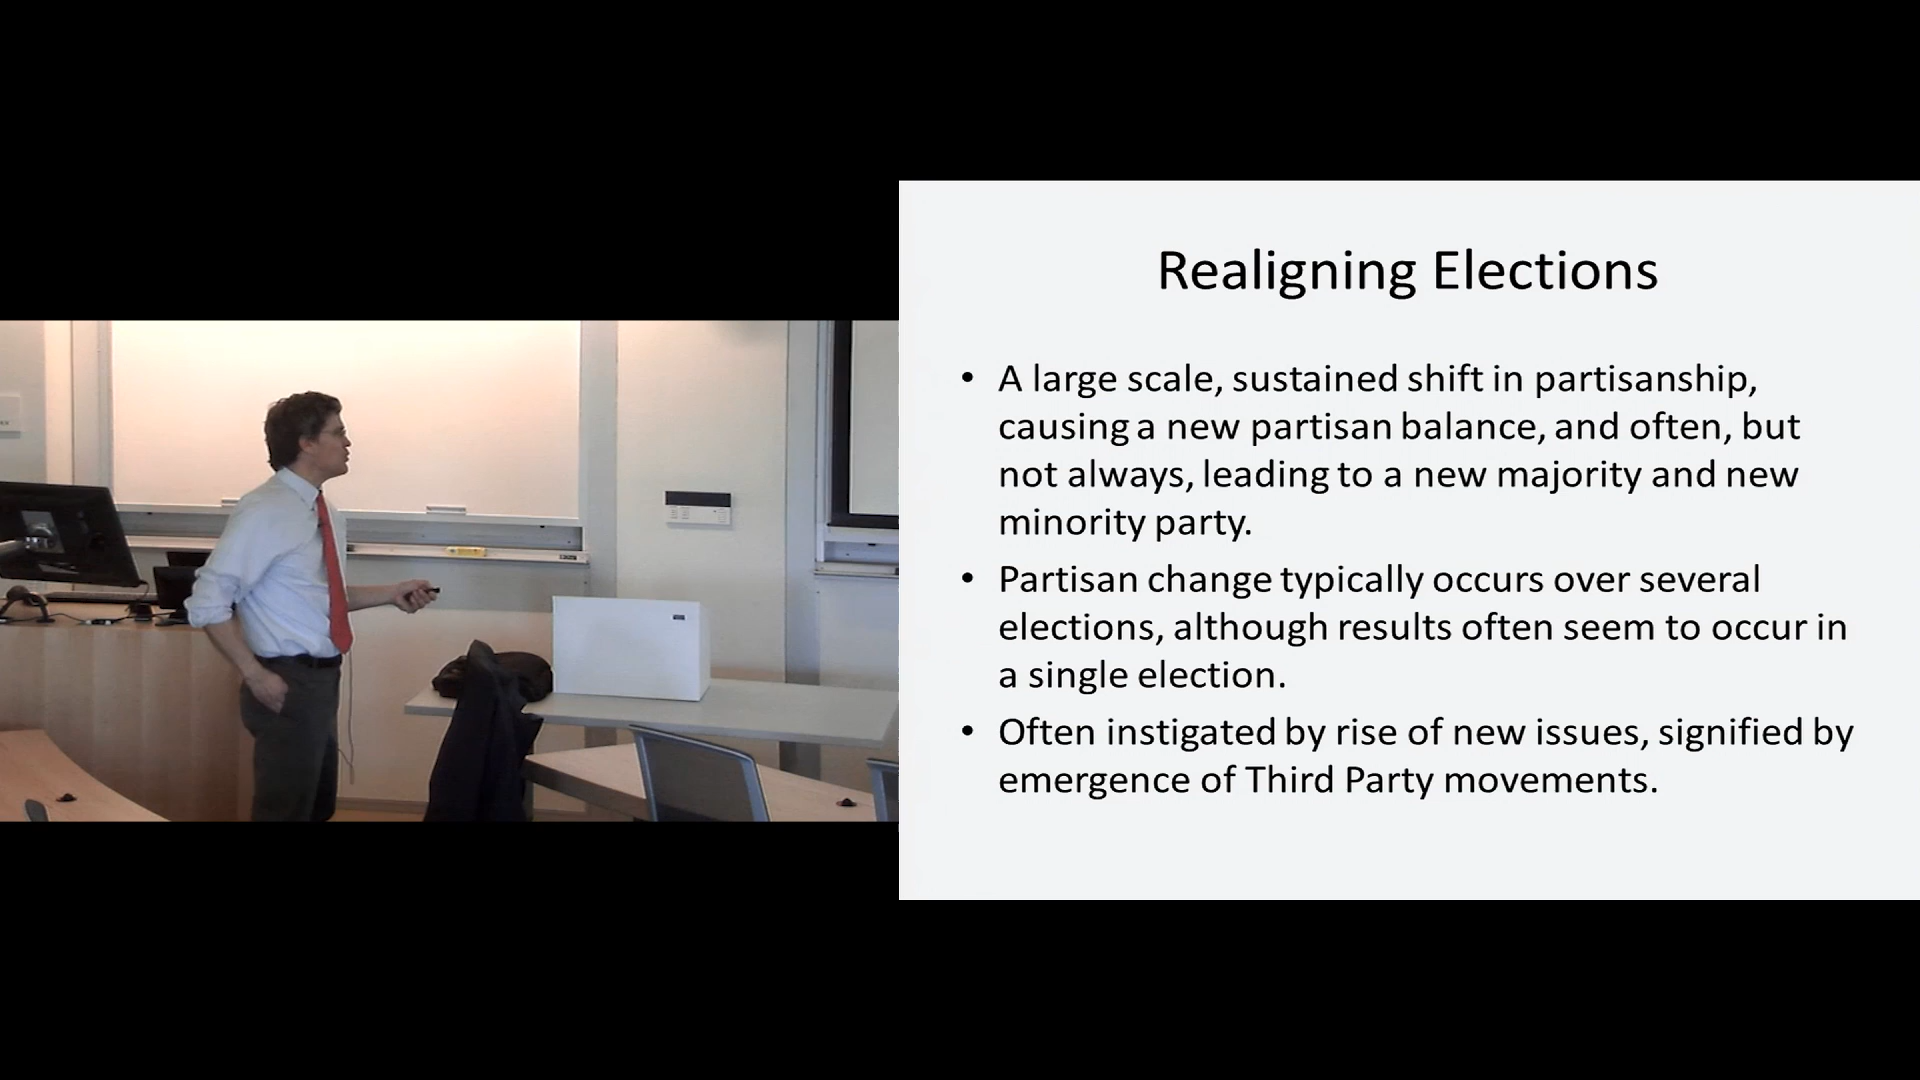 Realigning Elections
• A large scale, sustained shift in partisanship,
causing a new partisan balance, and often, but
not always, leading to a new majority and new
minority party.
• Partisan change typically occurs over several
elections, although results often seem to occur in
a single election.
• Often instigated by rise of new issues, signified by
emergence of Third Party movements.